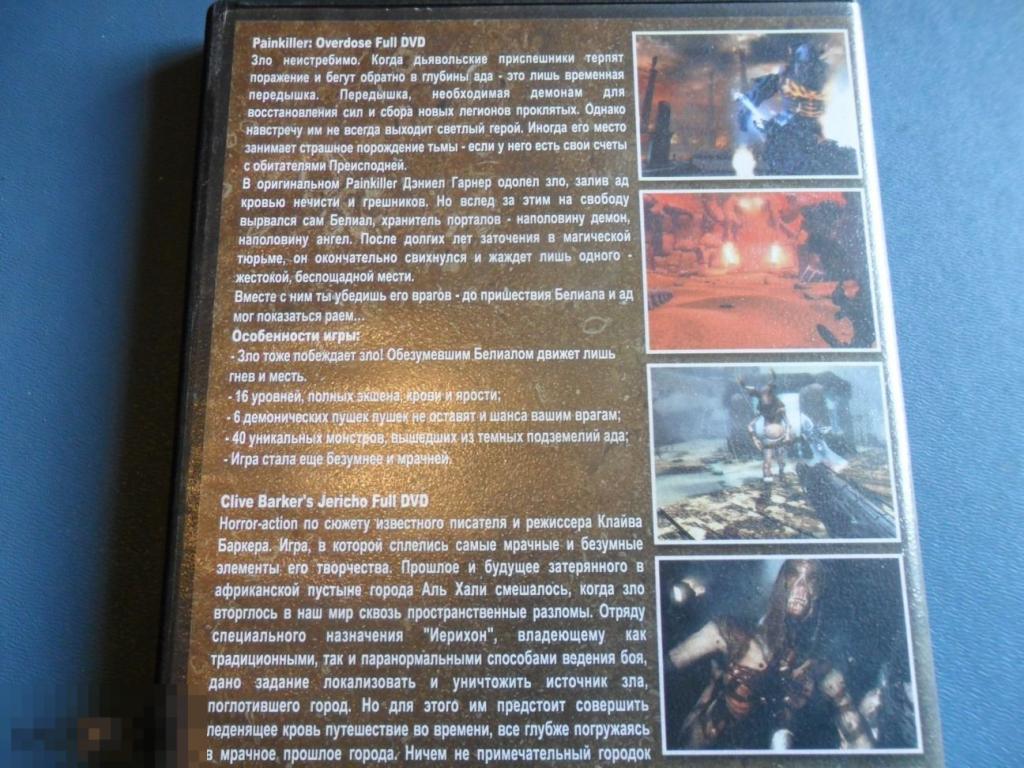 Painkiller: Overdose Full DVD
Зло неистребимо. Когда дьявольские приспешники терпят
поражение и бегут обратно в глубины ада - это лишь временная
передышка. Передышка, необходимая демонам для
восстановления сил и сбора новых легионов проклятых. Однако
навстречу им не всегда выходит светлый герой. Иногда его место
занимает страшное порождение тьмы - если у него есть свои счеты
с обитателями Преисподней.
В оригинальном Painkiller Дэниел Гарнер одолел зло, залив ад
кровью нечисти и грешников. Но вслед за этим на свободу
вырвался сам Белиал, хранитель порталов - наполовину демон,
наполовину ангел. После долгих лет заточения в магической
тюрьме, он окончательно свихнулся и жаждет лишь одного -
жестокой, беспощадной мести.
Вместе с ним ты убедишь его врагов - до пришествия Белиала и ад
мог показаться раем...
Особенности игры:
- Зло тоже побеждает зло! Обезумевшим Белиалом движет лишь
гнев и месть.
- 16 уровней, полных экшена, крови и ярости;
- 6 демонических пушек пушек не оставят и шанса вашим врагам;
- 40 уникальных монстров, вышедших из темных подземелий ада;
- Игра стала еще безумнее и мрачней.
Clive Barker's Jericho Full DVD
Horror-action по сюжету известного писателя и режиссера Клайва
Баркера. Игра, в которой сплелись самые мрачные и безумные
элементы его творчества. Прошлое и будущее затерянного в
африканской пустыне города Аль Хали смешалось, когда зло
вторглось в наш мир сквозь пространственные разломы. Отряду
специального назначения "Иерихон", владеющему как
традиционными, так и паранормальными способами ведения боя,
дано задание локализовать и уничтожить источник зла,
поглотившего город. Но для этого им предстоит совершить
леденящее кровь путешествие во времени, все глубже погружаясь
в мрачное прошлое города. Ничем не примечательный городок